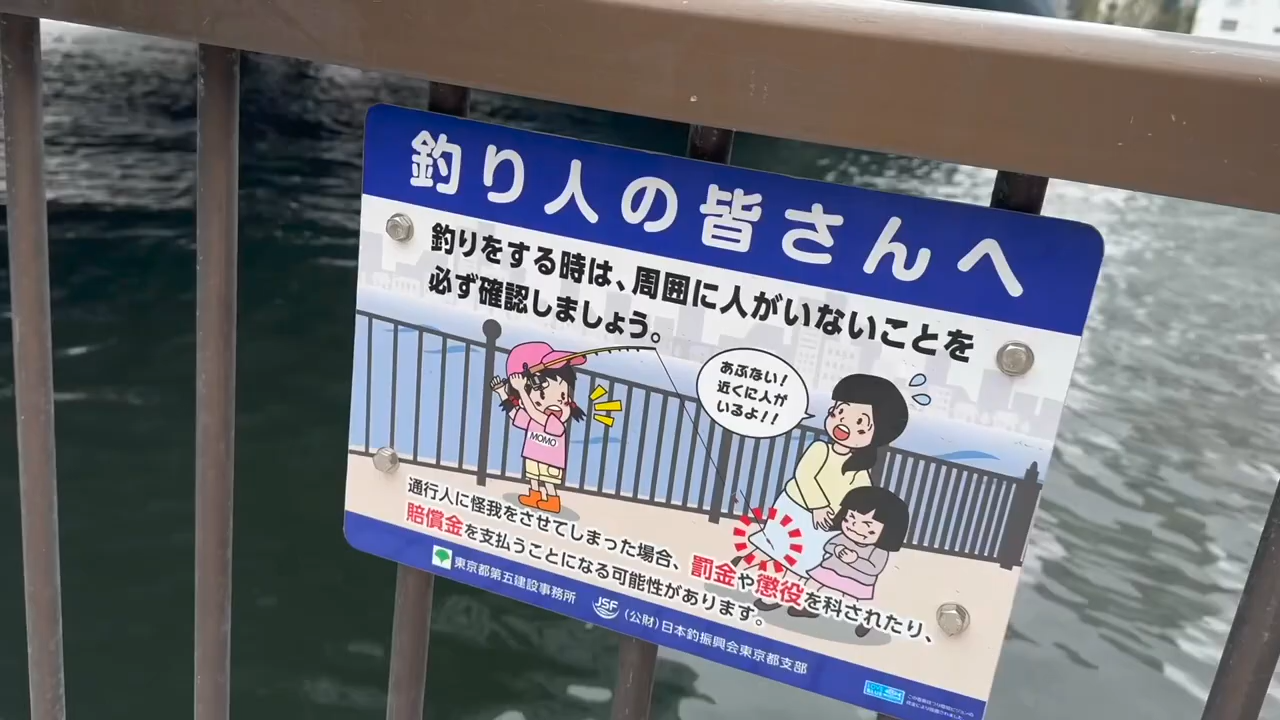 釣り人の皆さんへ
釣りをする時は、周囲に人がいないことを
必ず確認しましょう。
あぶない!
近くに人が
いるよ!!
MOMO
通行人に怪我をさせてしまった場合、罰金や懲役を科されたり、
賠償金を支払うことになる可能性があります。
東京都第五建設事務所
JSF (公財)日本釣振興会東京都支部
LOVE BLUE